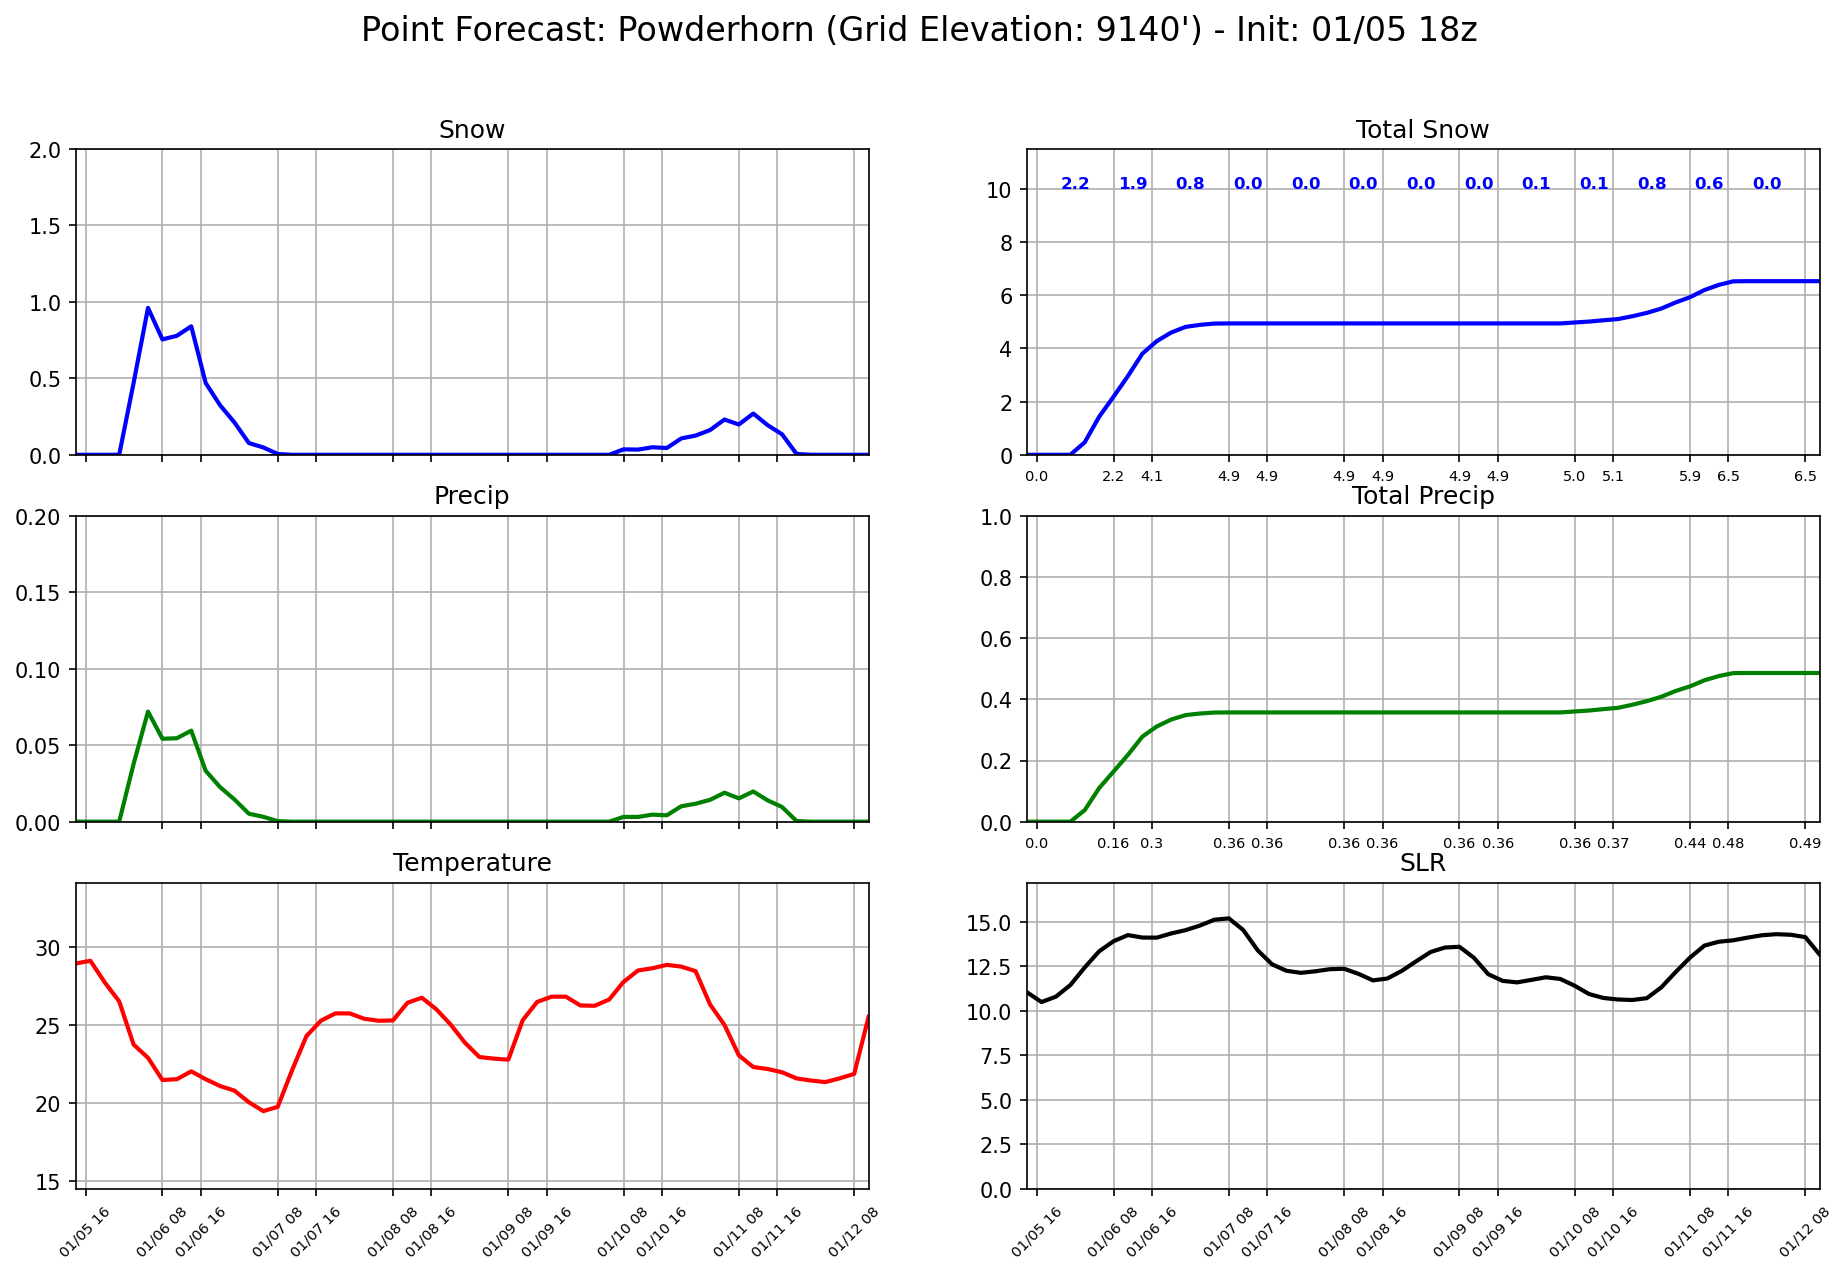 Point Forecast: Powderhorn (Grid Elevation: 9140') - Init: 01/05 18z
Snow
2.0
1.5
1.0
0.5
0.0
Total Snow
2.2 1.9 0.8 0.0 0.0 0.0 0.0 0.0 0.1 0.1 0.8 0.6 0.0
10
8
6
4
2
0
0.0 2.2 4.1 4.9 4.9 4.9 4.9 4.9 4.9 5.0 5.1 5.9 6.5 6.5
Precip
0.20
0.15
0.10
0.05
0.00
Total Precip
1.0
0.8
0.6
0.4
0.2
0.0
0.0 0.16 0.3 0.36 0.36 0.36 0.36 0.36 0.36 0.36 0.37 0.44 0.48 0.49
Temperature
30
25
20
15
01/05 16 01/06 08 01/06 16 01/07 08 01/07 16 01/08 08 01/08 16 01/09 08 01/09 16 01/10 08 01/10 16 01/11 08 01/11 16 01/12 08
SLR
15.0
12.5
10.0
7.5
5.0
2.5
0.0
01/05 16 01/06 08 01/06 16 01/07 08 01/07 16 01/08 08 01/08 16 01/09 08 01/09 16 01/10 08 01/10 16 01/11 08 01/11 16 01/12 08